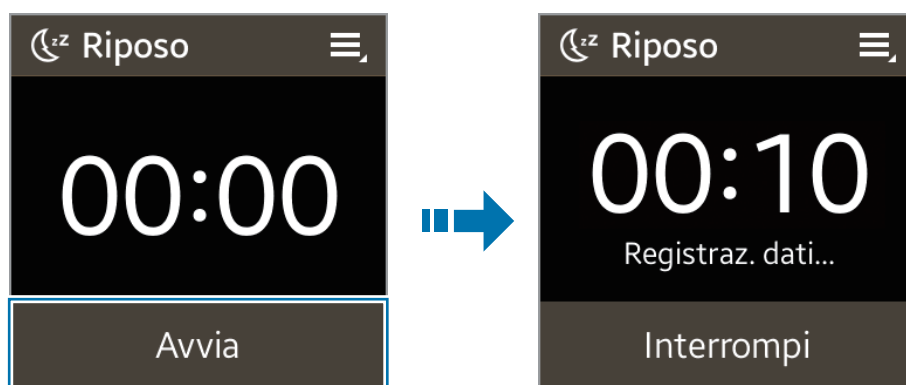 Riposo
00:00
Avvia
Riposo
00:10
Registraz. dati...
Interrompi